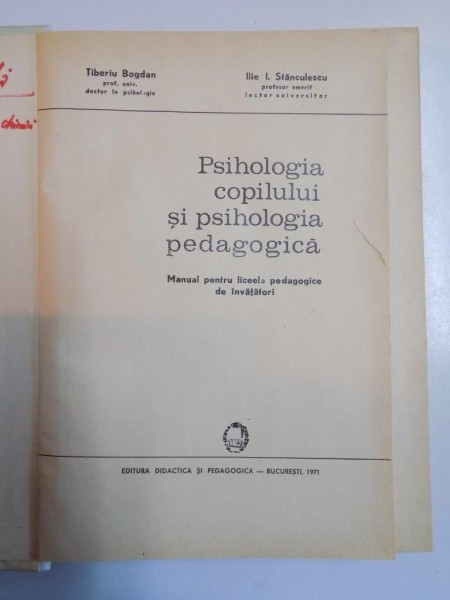 Tiberiu Bogdan
prof. univ.
doctor în psihologie
Ilie I. Stănculescu
profesor emerit
lector universitar
Psihologia
copilului
și psihologia
pedagogică
Manual pentru liceele pedagogice
de învățători
EDITURA DIDACTICA ȘI PEDAGOGICA — BUCUREȘTI, 1971